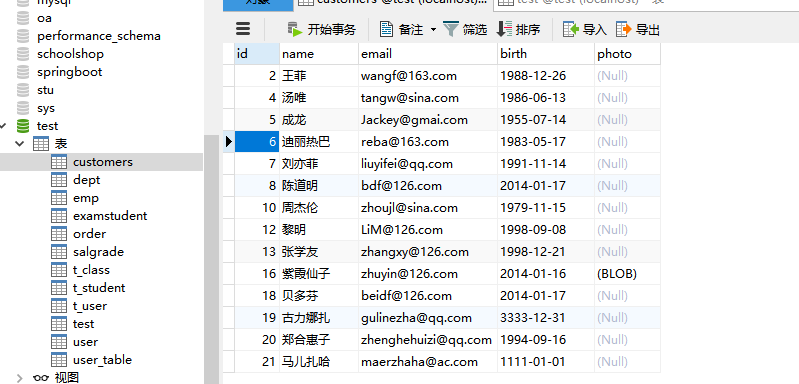 mysql
oa
performance_schema
schoolshop
springboot
stu
sys
test
表
customers
dept
emp
examstudent
order
salgrade
t_class
t_student
t_user
test
user
user_table
视图
对象
customers @test (localhost)...
test @test (localhost) - 表
开始事务 备注 筛选 排序 导入 导出
id name email birth photo
2 王菲 wangf@163.com 1988-12-26 (Null)
4 汤唯 tangw@sina.com 1986-06-13 (Null)
5 成龙 Jackey@gmai.com 1955-07-14 (Null)
6 迪丽热巴 reba@163.com 1983-05-17 (Null)
7 刘亦菲 liuyifei@qq.com 1991-11-14 (Null)
8 陈道明 bdf@126.com 2014-01-17 (Null)
10 周杰伦 zhoujl@sina.com 1979-11-15 (Null)
12 黎明 LiM@126.com 1998-09-08 (Null)
13 张学友 zhangxy@126.com 1998-12-21 (Null)
16 紫霞仙子 zhuyin@126.com 2014-01-16 (BLOB)
18 贝多芬 beidf@126.com 2014-01-17 (Null)
19 古力娜扎 gulinezha@qq.com 3333-12-31 (Null)
20 郑合惠子 zhenghehuizi@qq.com 1994-09-16 (Null)
21 马儿扎哈 maerzhaha@ac.com 1111-01-01 (Null)